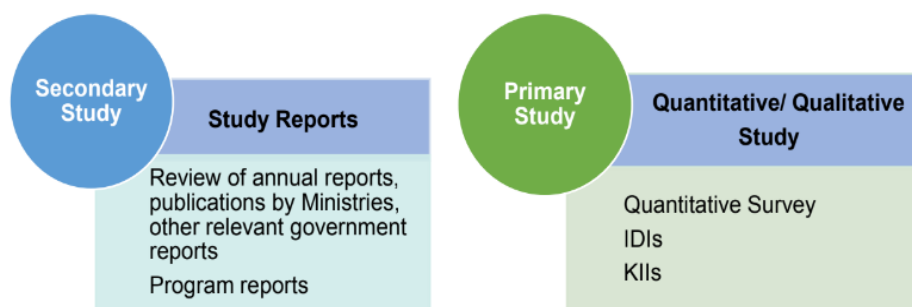 Secondary
Study
Study Reports
Review of annual reports,
publications by Ministries,
other relevant government
reports
Program reports
Primary
Study
Quantitative/ Qualitative
Study
Quantitative Survey
IDIs
KIIs